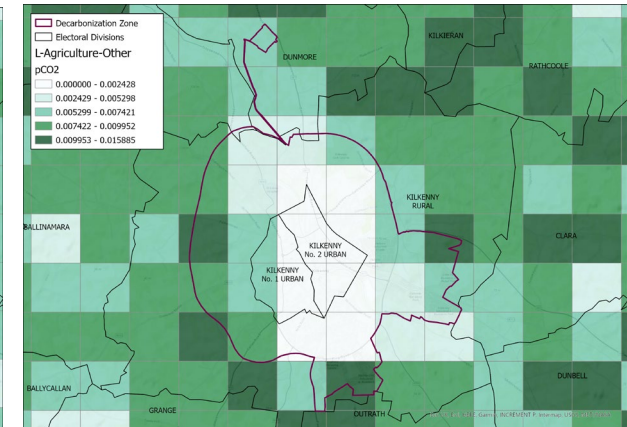 Decarbonization Zone
Electoral Divisions
L-Agriculture-Other
pCO2
0.000000 - 0.002428
0.002429 - 0.005298
0.005299 - 0.007421
0.007422 - 0.009952
0.009953 - 0.015885
DUNMORE
KILKIERAN
RATHCOOLE
KILKENNY
RURAL
BALLINAMARA
CLARA
KILKENNY
No. 2 URBAN
KILKENNY
No. 1 URBAN
BALLYCALLAN
DUNBELL
GRANGE
OUTRATH
INCREMENT P,